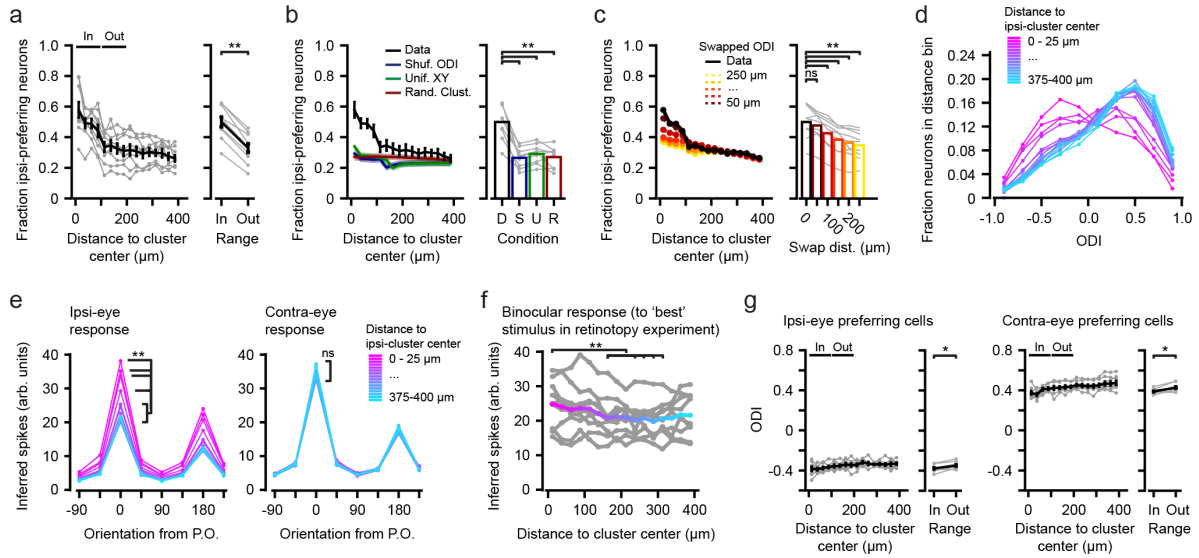 a
In
Out
**
Fraction ipsi-preferring neurons
1.0
0.8
0.6
0.4
0.2
0
0
200
400
Distance to cluster
center (µm)
In Out
Range
b
Data
Shuf. ODI
Unif. XY
Rand. Clust.
**
Fraction ipsi-preferring neurons
1.0
0.8
0.6
0.4
0.2
0
0
200
400
Distance to cluster
center (µm)
D S U R
Condition
c
Swapped ODI
Data
250 µm
...
50 µm
**
ns
Fraction ipsi-preferring neurons
1.0
0.8
0.6
0.4
0.2
0
0
200
400
Distance to cluster
center (µm)
0
100
200
Swap dist. (µm)
d
Distance to
ipsi-cluster center
0 - 25 µm
...
375-400 µm
Fraction neurons in distance bin
0.24
0.20
0.16
0.12
0.08
0.04
0
-1.0
-0.5
0
0.5
1.0
ODI
e
Ipsi-eye
response
**
Inferred spikes (arb. units)
40
30
20
10
0
-90
0
90
180
Orientation from P.O.
Contra-eye
response
ns
Distance to
ipsi-cluster center
0 - 25 µm
...
375-400 µm
-90
0
90
180
Orientation from P.O.
f
Binocular response (to ‘best’
stimulus in retinotopy experiment)
**
Inferred spikes (arb. units)
40
30
20
10
0
0
100
200
300
400
Distance to cluster center (µm)
g
Ipsi-eye preferring cells
In
Out
*
ODI
0.8
0.4
0
-0.4
0
200
400
Distance to cluster
center (µm)
In Out
Range
Contra-eye preferring cells
In
Out
*
0.8
0.4
0
-0.4
0
200
400
Distance to cluster
center (µm)
In Out
Range